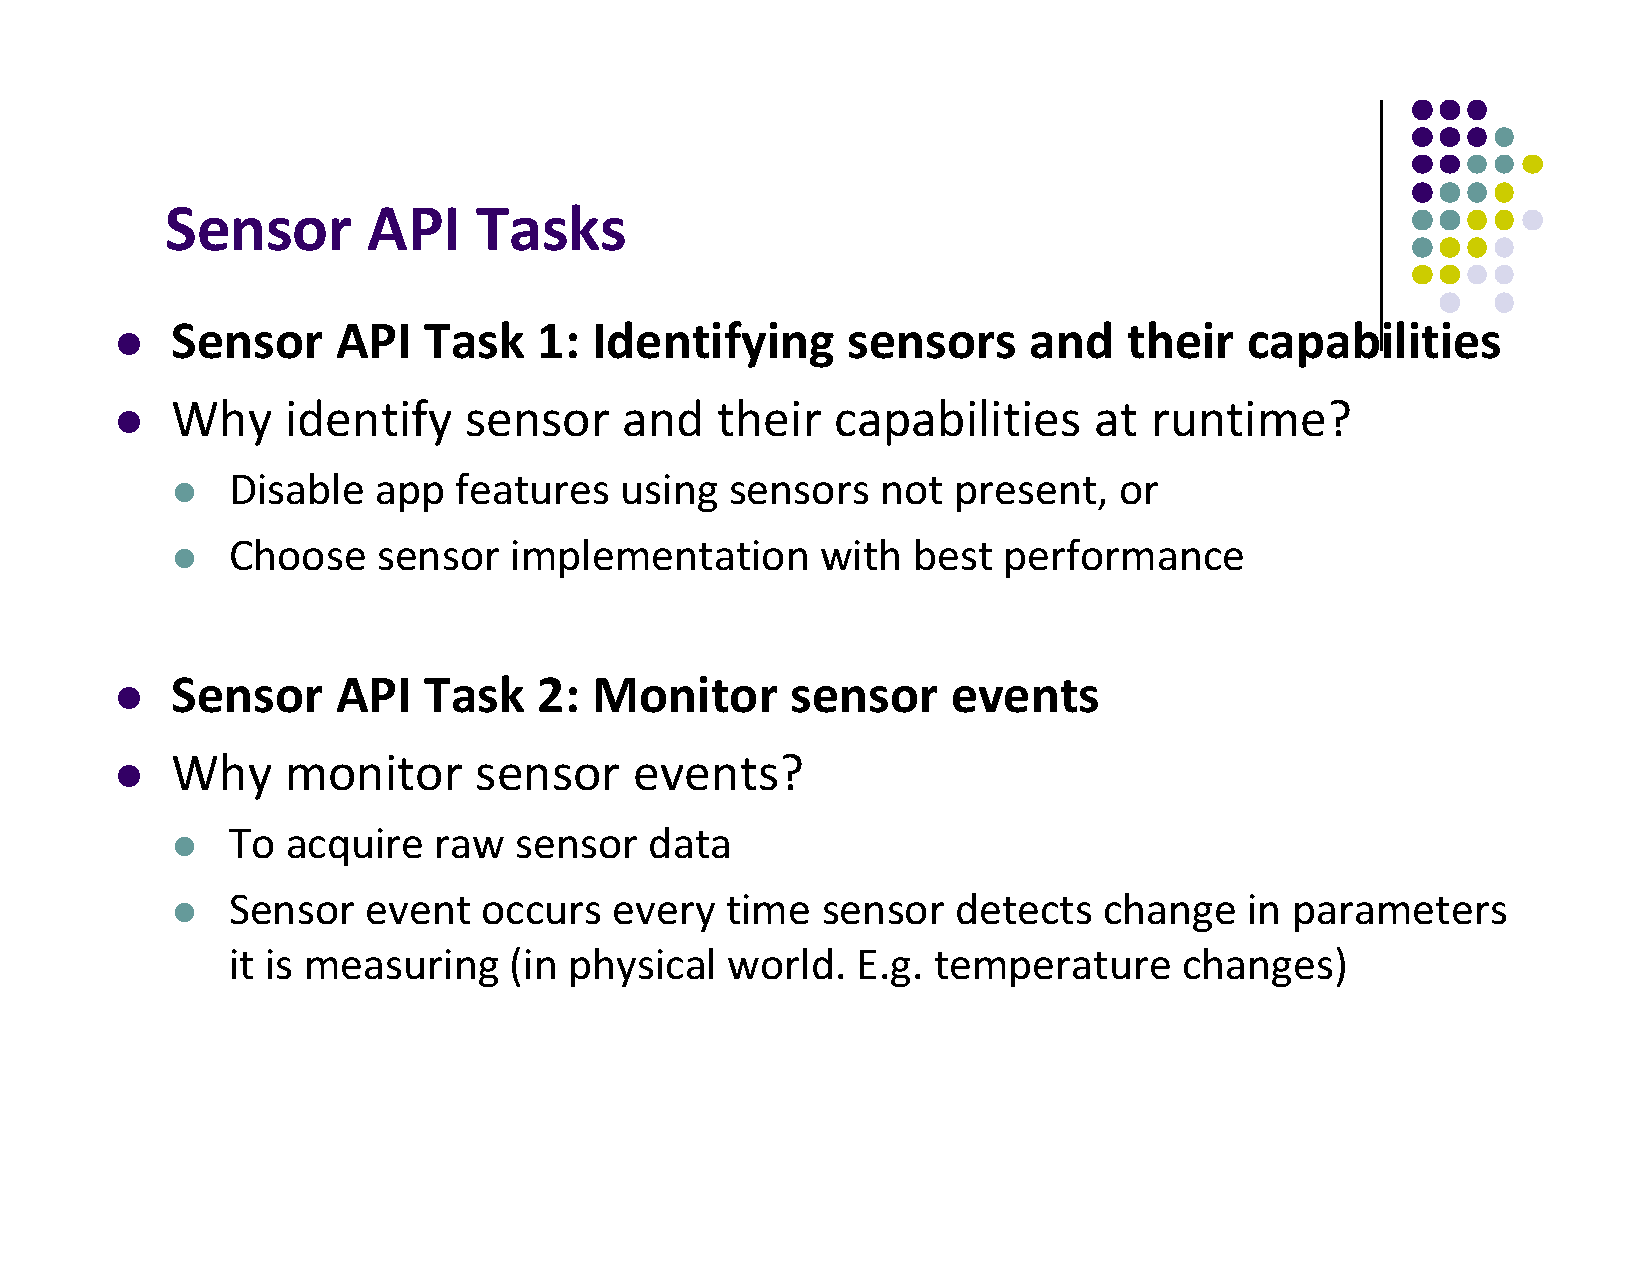 Sensor API Tasks
Sensor API Task 1: Identifying sensors and their capabilities
Why identify sensor and their capabilities at runtime?
Disable app features using sensors not present, or
Choose sensor implementation with best performance
Sensor API Task 2: Monitor sensor events
Why monitor sensor events?
To acquire raw sensor data
Sensor event occurs every time sensor detects change in parameters
it is measuring (in physical world. E.g. temperature changes)